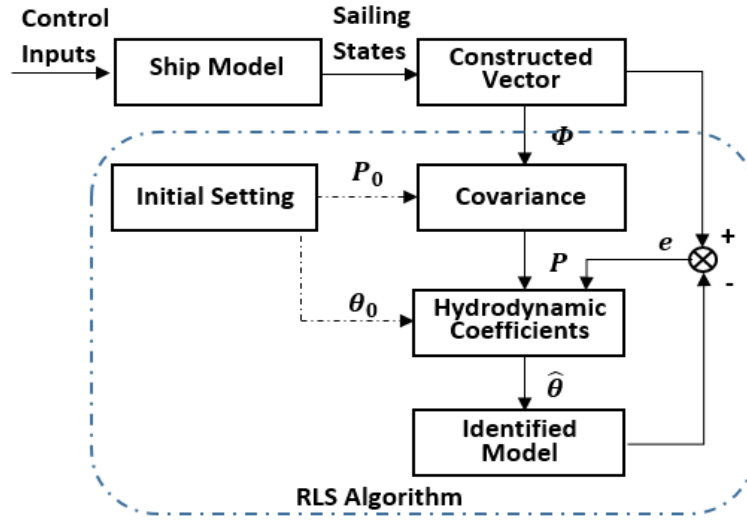 Control
Inputs
Ship Model
Sailing
States
Constructed
Vector
Φ
Initial Setting
P₀
Covariance
+
e
-
P
θ₀
Hydrodynamic
Coefficients
θ̂
Identified
Model
RLS Algorithm